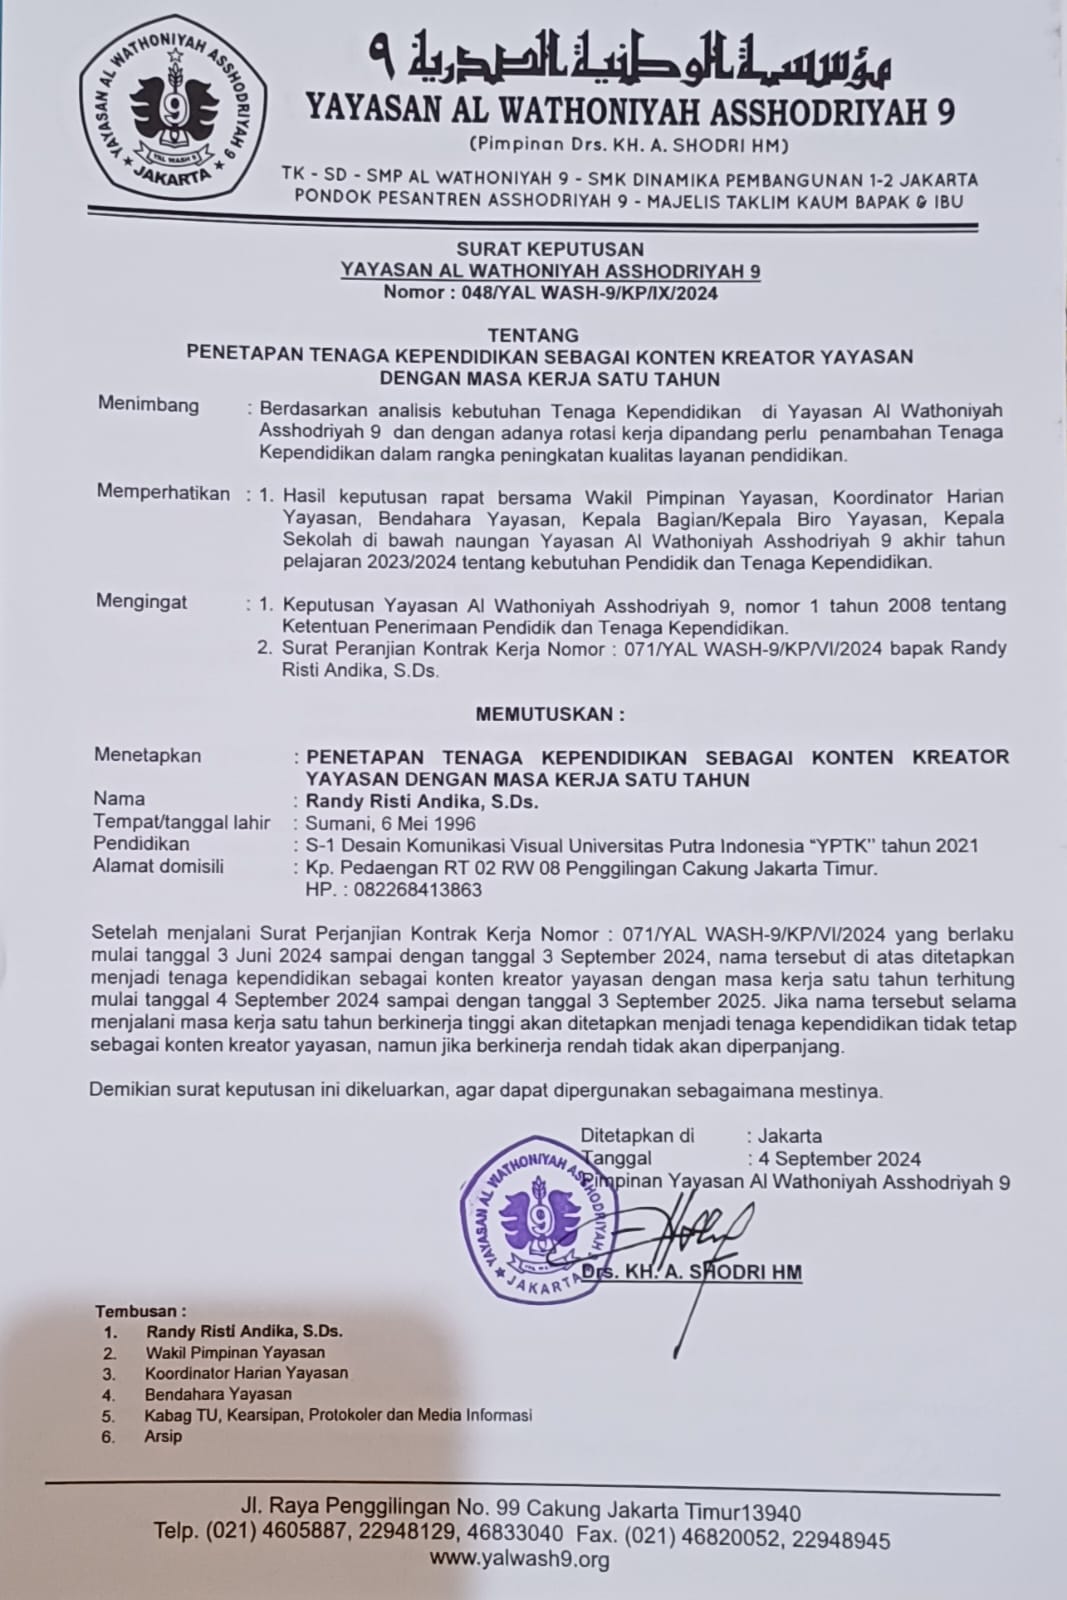 YAYASAN AL WATHONIYAH ASSHODRIYAH 9
9
YAL WASH 9
★ JAKARTA ★
مؤسسة الوطنية الصدرية ٩
YAYASAN AL WATHONIYAH ASSHODRIYAH 9
(Pimpinan Drs. KH. A. SHODRI HM)
TK - SD - SMP AL WATHONIYAH 9 - SMK DINAMIKA PEMBANGUNAN 1-2 JAKARTA
PONDOK PESANTREN ASSHODRIYAH 9 - MAJELIS TAKLIM KAUM BAPAK & IBU
SURAT KEPUTUSAN
YAYASAN AL WATHONIYAH ASSHODRIYAH 9
Nomor : 048/YAL WASH-9/KP/IX/2024
TENTANG
PENETAPAN TENAGA KEPENDIDIKAN SEBAGAI KONTEN KREATOR YAYASAN
DENGAN MASA KERJA SATU TAHUN
Menimbang : Berdasarkan analisis kebutuhan Tenaga Kependidikan di Yayasan Al Wathoniyah
Asshodriyah 9 dan dengan adanya rotasi kerja dipandang perlu penambahan Tenaga
Kependidikan dalam rangka peningkatan kualitas layanan pendidikan.
Memperhatikan : 1. Hasil keputusan rapat bersama Wakil Pimpinan Yayasan, Koordinator Harian
Yayasan, Bendahara Yayasan, Kepala Bagian/Kepala Biro Yayasan, Kepala
Sekolah di bawah naungan Yayasan Al Wathoniyah Asshodriyah 9 akhir tahun
pelajaran 2023/2024 tentang kebutuhan Pendidik dan Tenaga Kependidikan.
Mengingat : 1. Keputusan Yayasan Al Wathoniyah Asshodriyah 9, nomor 1 tahun 2008 tentang
Ketentuan Penerimaan Pendidik dan Tenaga Kependidikan.
2. Surat Peranjian Kontrak Kerja Nomor : 071/YAL WASH-9/KP/VI/2024 bapak Randy
Risti Andika, S.Ds.
MEMUTUSKAN :
Menetapkan : PENETAPAN TENAGA KEPENDIDIKAN SEBAGAI KONTEN KREATOR
YAYASAN DENGAN MASA KERJA SATU TAHUN
Nama : Randy Risti Andika, S.Ds.
Tempat/tanggal lahir : Sumani, 6 Mei 1996
Pendidikan : S-1 Desain Komunikasi Visual Universitas Putra Indonesia “YPTK” tahun 2021
Alamat domisili : Kp. Pedaengan RT 02 RW 08 Penggilingan Cakung Jakarta Timur.
HP. : 082268413863
Setelah menjalani Surat Perjanjian Kontrak Kerja Nomor : 071/YAL WASH-9/KP/VI/2024 yang berlaku
mulai tanggal 3 Juni 2024 sampai dengan tanggal 3 September 2024, nama tersebut di atas ditetapkan
menjadi tenaga kependidikan sebagai konten kreator yayasan dengan masa kerja satu tahun terhitung
mulai tanggal 4 September 2024 sampai dengan tanggal 3 September 2025. Jika nama tersebut selama
menjalani masa kerja satu tahun berkinerja tinggi akan ditetapkan menjadi tenaga kependidikan tidak tetap
sebagai konten kreator yayasan, namun jika berkinerja rendah tidak akan diperpanjang.
Demikian surat keputusan ini dikeluarkan, agar dapat dipergunakan sebagaimana mestinya.
Ditetapkan di : Jakarta
Tanggal : 4 September 2024
Pimpinan Yayasan Al Wathoniyah Asshodriyah 9
YAYASAN AL WATHONIYAH ASSHODRIYAH 9
9
★ JAKARTA
Drs. KH. A. SHODRI HM
Tembusan :
1. Randy Risti Andika, S.Ds.
2. Wakil Pimpinan Yayasan
3. Koordinator Harian Yayasan
4. Bendahara Yayasan
5. Kabag TU, Kearsipan, Protokoler dan Media Informasi
6. Arsip
Jl. Raya Penggilingan No. 99 Cakung Jakarta Timur13940
Telp. (021) 4605887, 22948129, 46833040 Fax. (021) 46820052, 22948945
www.yalwash9.org